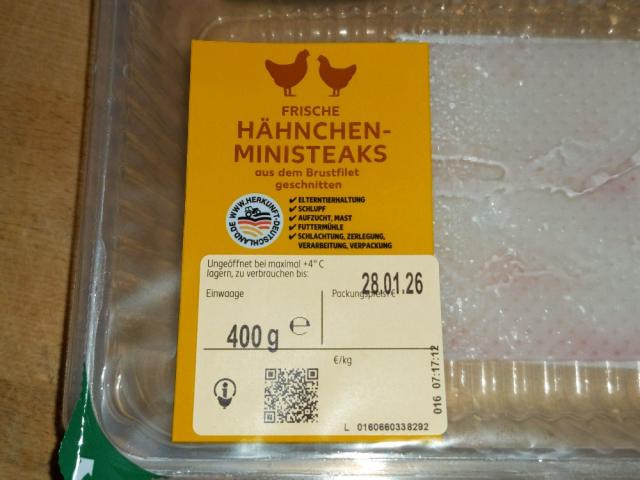 FRISCHE
HÄHNCHEN-
MINISTEAKS
aus dem Brustfilet
geschnitten
WWW.HERKUNFT-DEUTSCHLAND.DE
✔ ELTERNTIERHALTUNG
✔ SCHLUPF
✔ AUFZUCHT, MAST
✔ FUTTERMÜHLE
✔ SCHLACHTUNG, ZERLEGUNG,
VERARBEITUNG, VERPACKUNG
Ungeöffnet bei maximal +4° C
lagern, zu verbrauchen bis:
28.01.26
Einwaage
Packungspreis/€
400 g ℮
€/kg
016 07:17:12
L 0160660338292